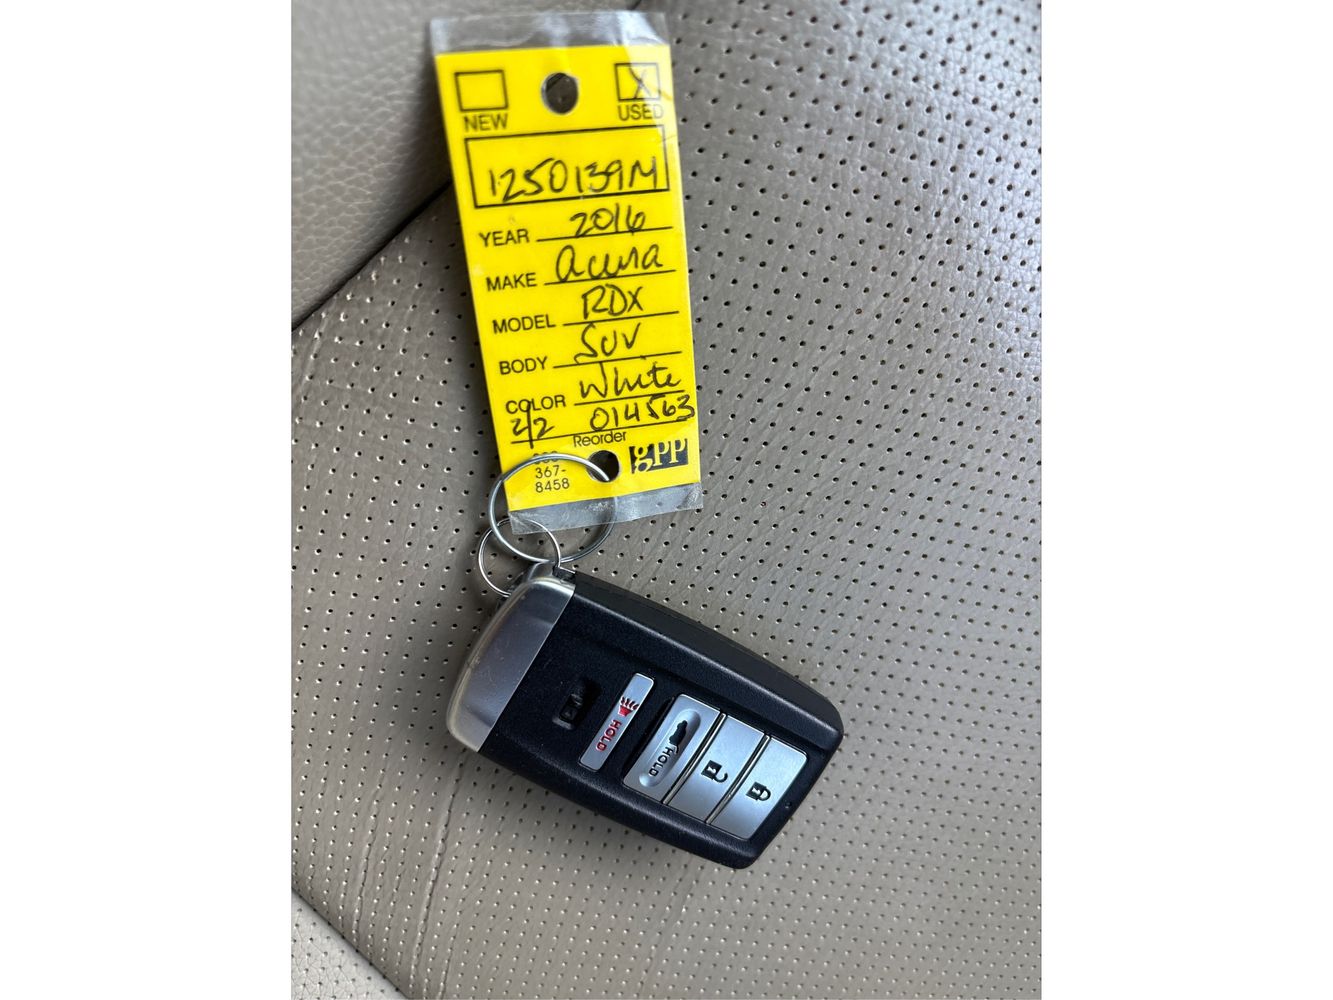 NEW
X
USED
1250139M
YEAR 2016
MAKE Acura
MODEL RDX
BODY SUV
COLOR White
2/2 014563
Reorder
367-
8458
gPP
HOLD
HOLD